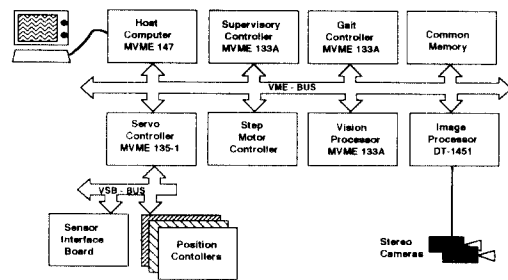 Host
Computer
MVME 147
Supervisory
Controller
MVME 133A
Gait
Controller
MVME 133A
Common
Memory
VME - BUS
Servo
Controller
MVME 135-1
Step
Motor
Controller
Vision
Processor
MVME 133A
Image
Processor
DT-1451
VSB - BUS
Sensor
Interface
Board
Position
Contollers
Stereo
Cameras